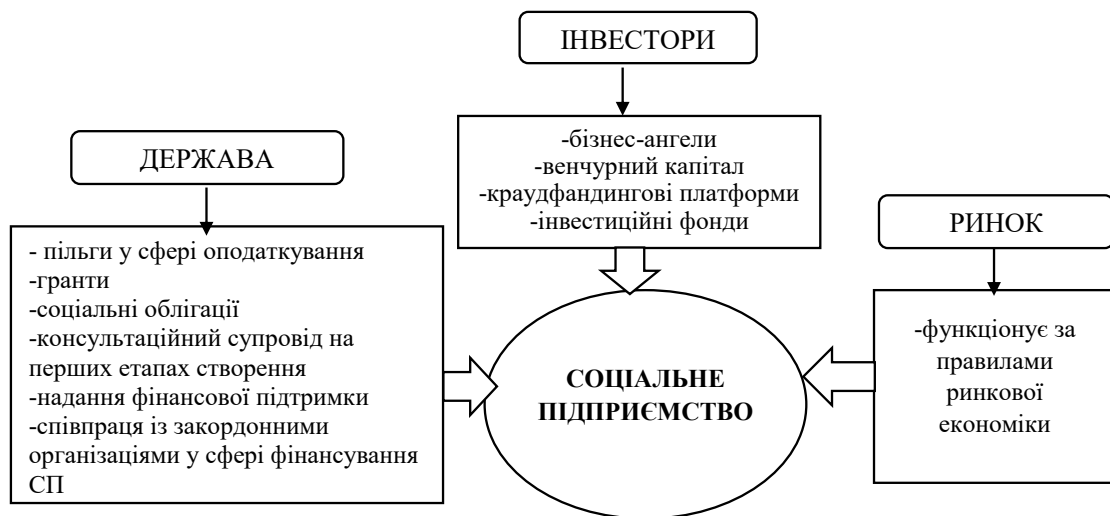 ІНВЕСТОРИ
-бізнес-ангели
-венчурний капітал
-краудфандингові платформи
-інвестиційні фонди
ДЕРЖАВА
- пільги у сфері оподаткування
-гранти
-соціальні облігації
-консультаційний супровід на
перших етапах створення
-надання фінансової підтримки
-співпраця із закордонними
організаціями у сфері фінансування
СП
СОЦІАЛЬНЕ
ПІДПРИЄМСТВО
РИНОК
-функціонує за
правилами
ринкової
економіки